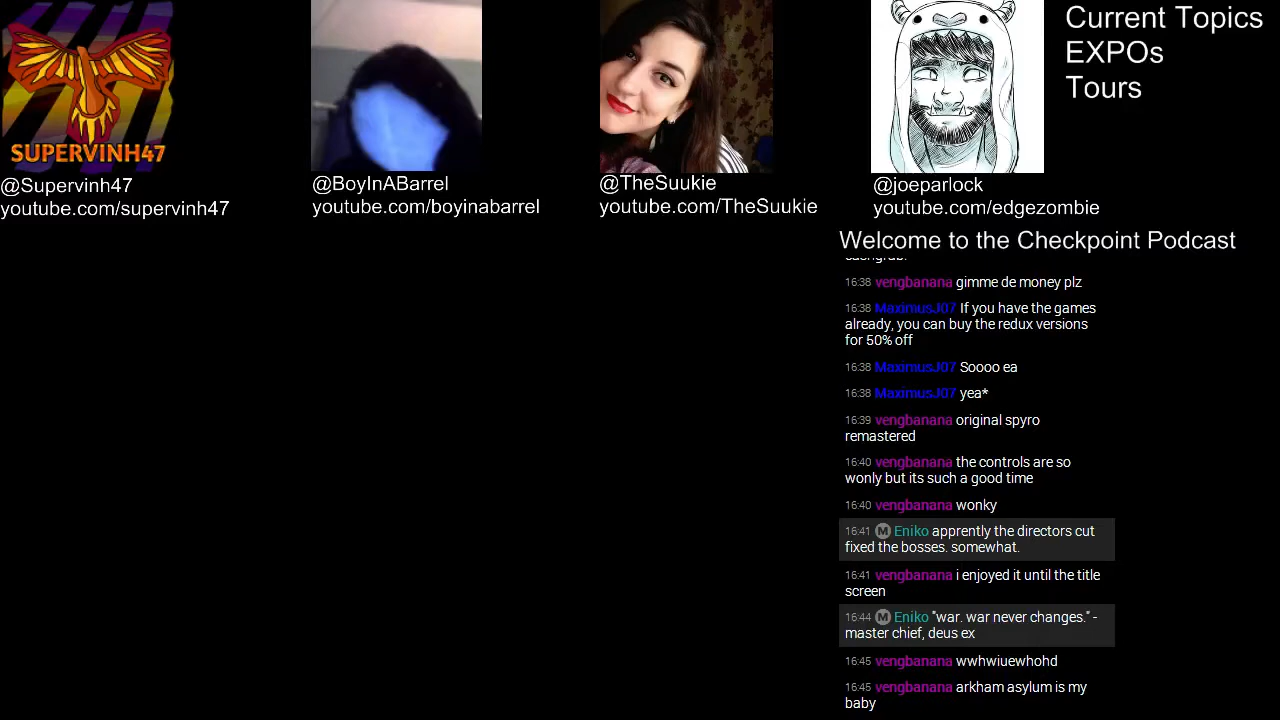 SUPERVINH47
@Supervinh47
youtube.com/supervinh47
@BoyInABarrel
youtube.com/boyinabarrel
@TheSuukie
youtube.com/TheSuukie
@joeparlock
youtube.com/edgezombie
Current Topics
EXPOs
Tours
Welcome to the Checkpoint Podcast
16:38 vengbanana gimme de money plz
16:38 MaximusJ07 If you have the games
already, you can buy the redux versions
for 50% off
16:38 MaximusJ07 Soooo ea
16:38 MaximusJ07 yea*
16:39 vengbanana original spyro
remastered
16:40 vengbanana the controls are so
wonly but its such a good time
16:40 vengbanana wonky
16:41 M Eniko apprently the directors cut
fixed the bosses. somewhat.
16:41 vengbanana i enjoyed it until the title
screen
16:44 M Eniko "war. war never changes." -
master chief, deus ex
16:45 vengbanana wwhwiuewhohd
16:45 vengbanana arkham asylum is my
baby